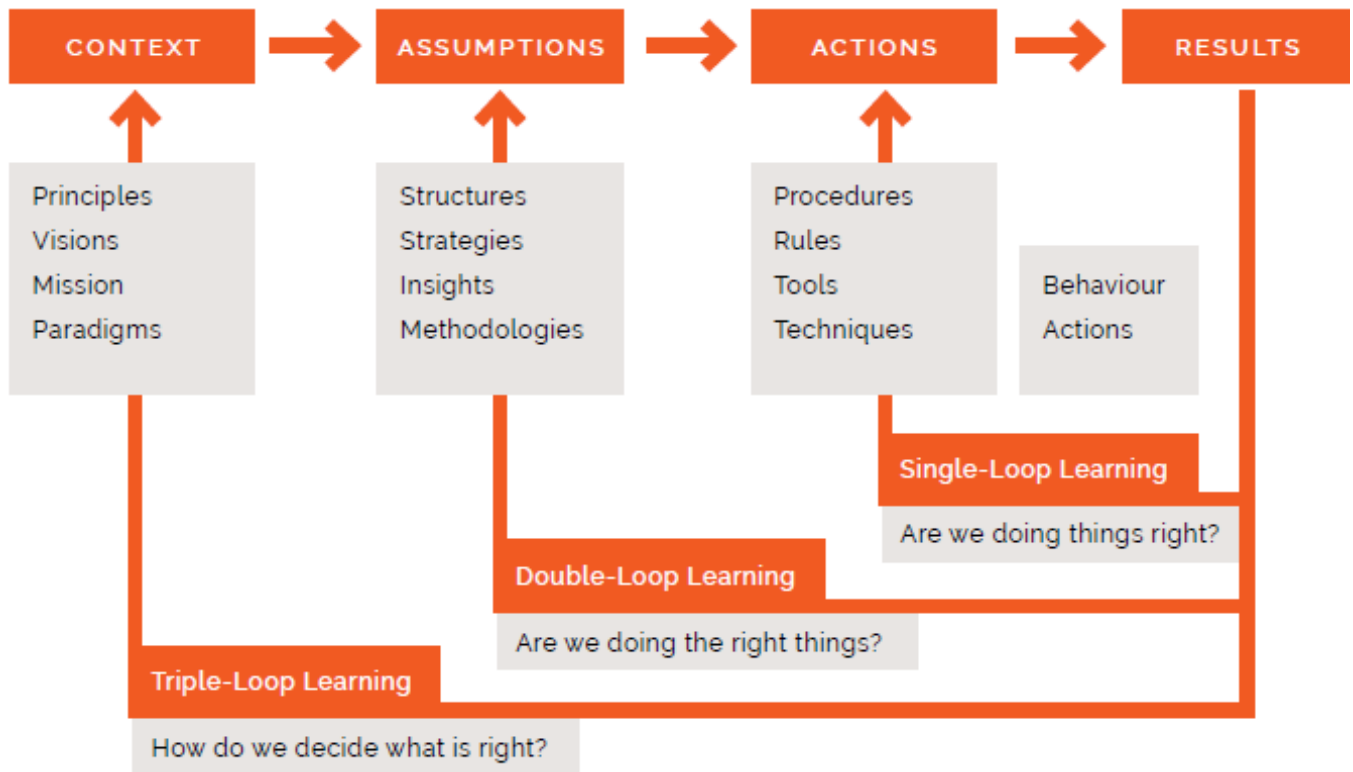 CONTEXT
ASSUMPTIONS
ACTIONS
RESULTS
Principles
Visions
Mission
Paradigms
Structures
Strategies
Insights
Methodologies
Procedures
Rules
Tools
Techniques
Behaviour
Actions
Single-Loop Learning
Are we doing things right?
Double-Loop Learning
Are we doing the right things?
Triple-Loop Learning
How do we decide what is right?